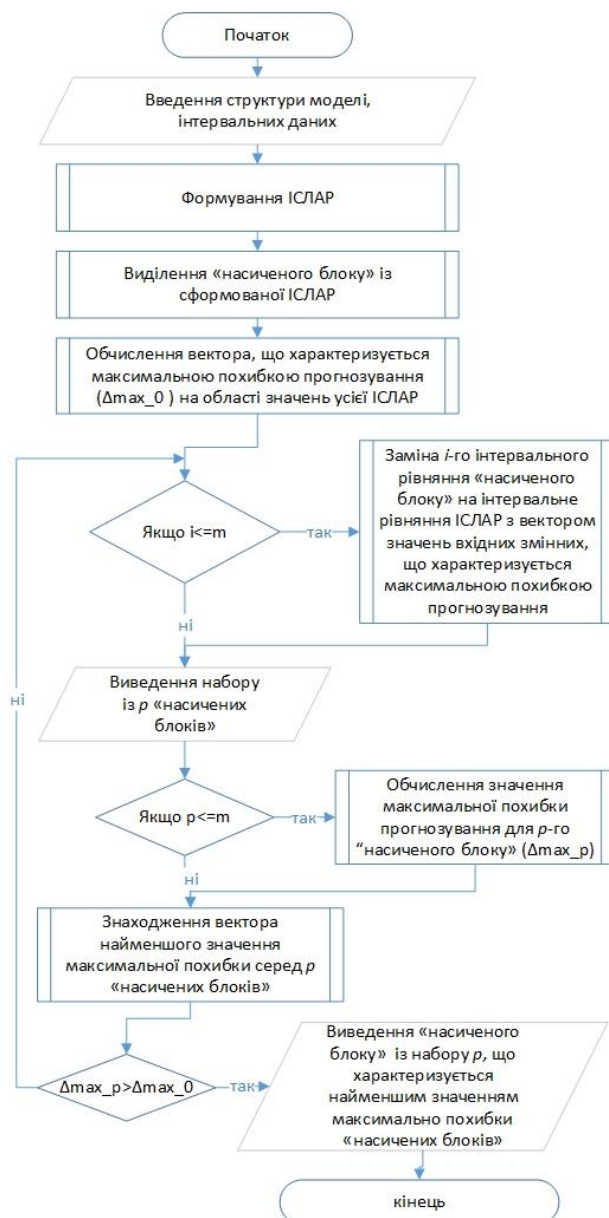 Початок
Введення структури моделі,
інтервальних даних
Формування ІСЛАР
Виділення «насиченого блоку» із
сформованої ІСЛАР
Обчислення вектора, що характеризується
максимальною похибкою прогнозування
(Δmax_0 ) на області значень усієї ІСЛАР
Якщо i<=m
так
Заміна i-го інтервального
рівняння «насиченого
блоку» на інтервальне
рівняння ІСЛАР з вектором
значень вхідних змінних,
що характеризується
максимальною похибкою
прогнозування
ні
ні
Виведення набору
із p «насичених
блоків»
Якщо p<=m
так
Обчислення значення
максимальної похибки
прогнозування для p-го
“насиченого блоку” (Δmax_p)
ні
Знаходження вектора
найменшого значення
максимальної похибки серед p
«насичених блоків»
Δmax_p>Δmax_0
так
Виведення «насиченого
блоку» із набору p, що
характеризується
найменшим значенням
максимально похибки
«насичених блоків»
кінець